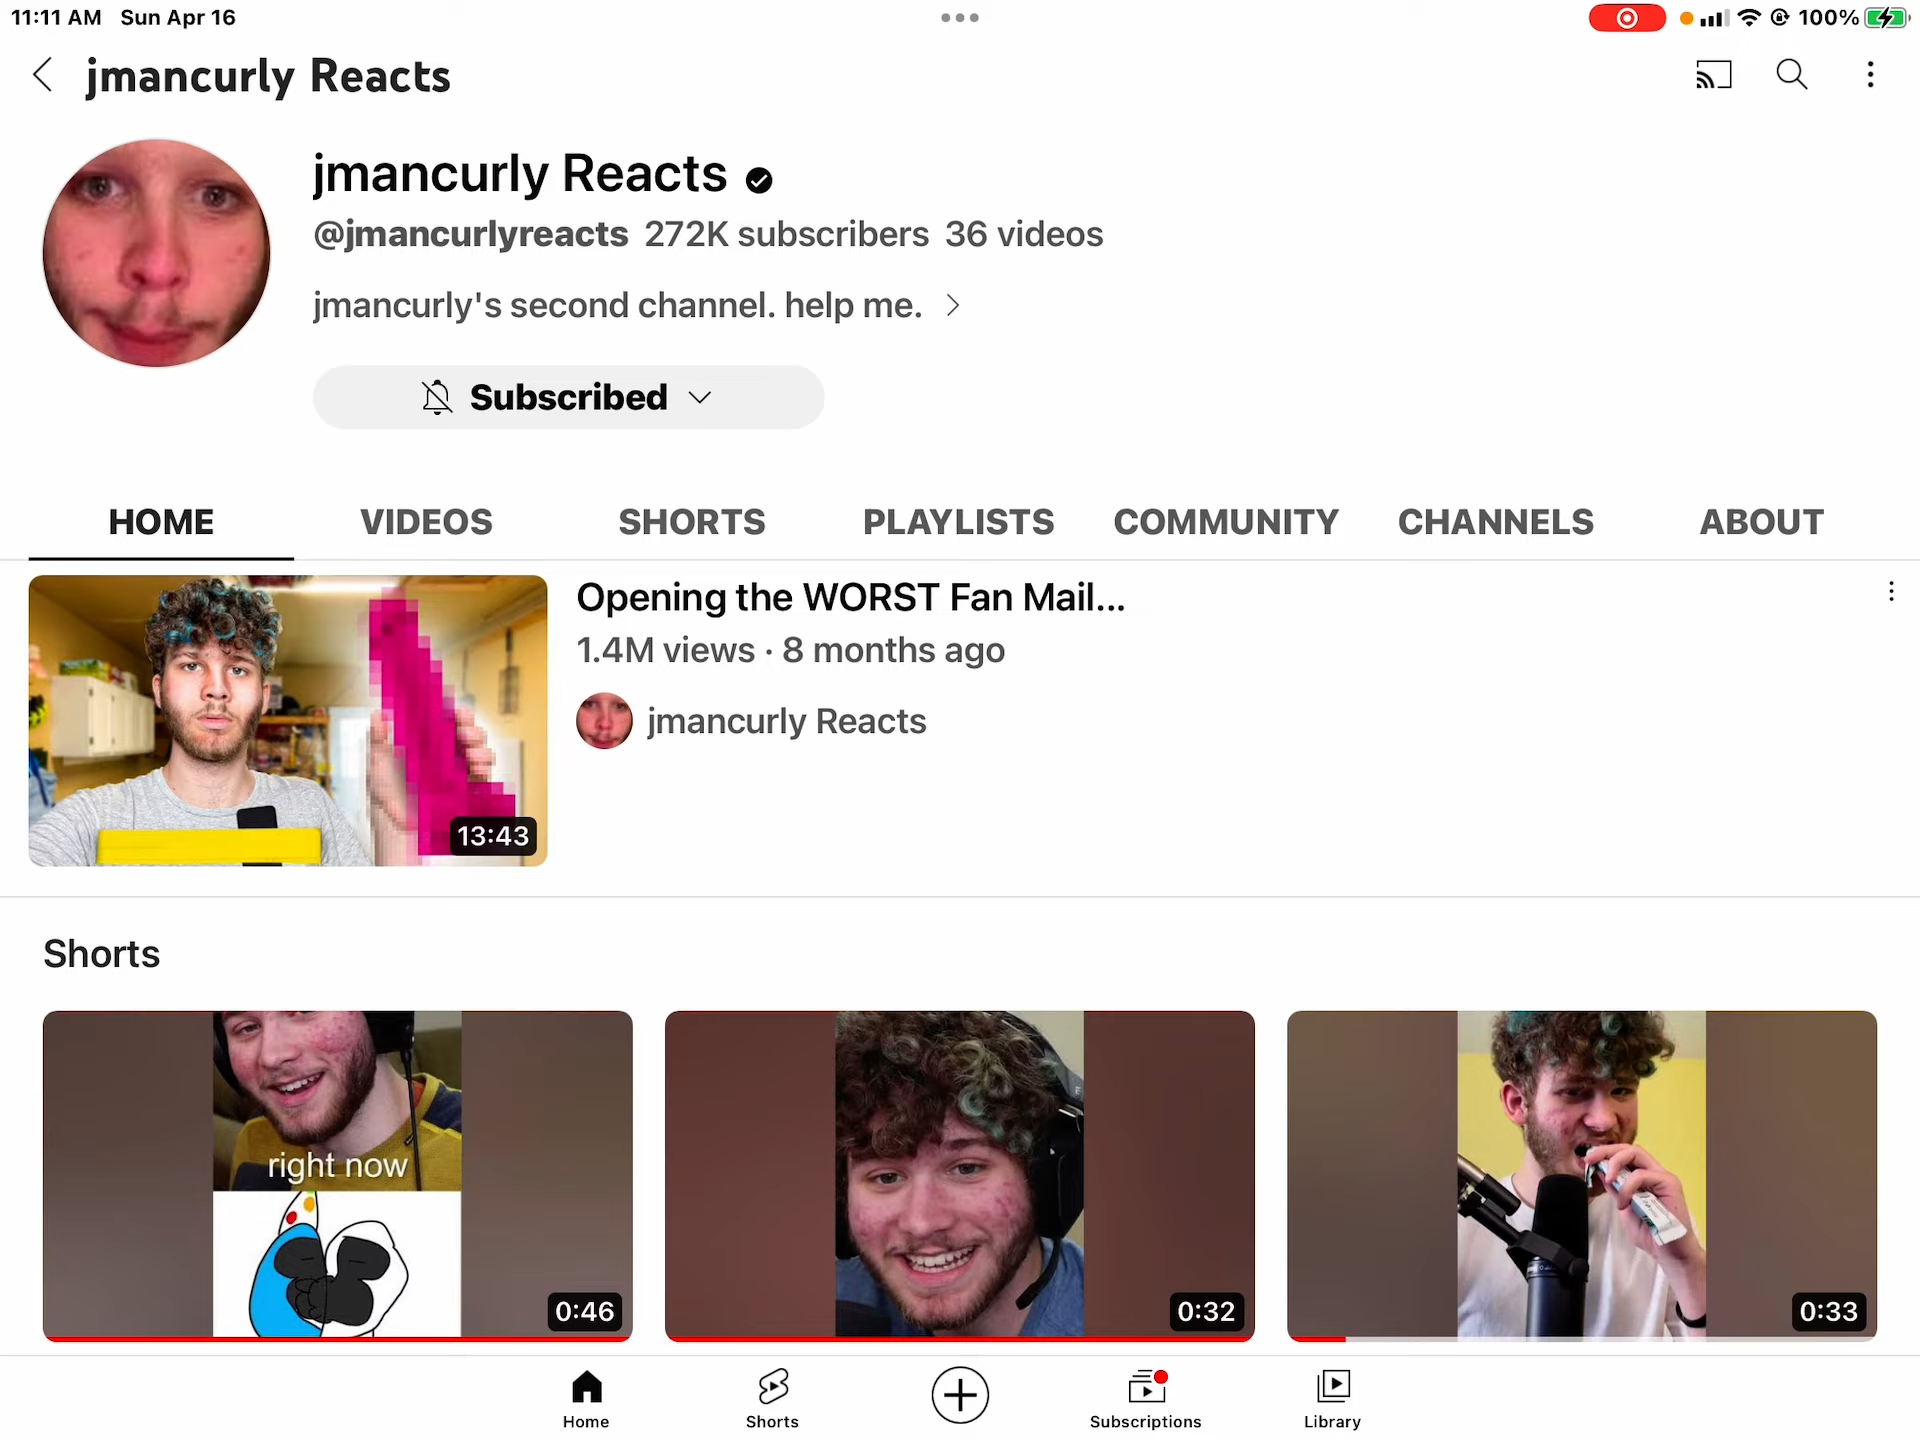 11:11 AM Sun Apr 16
100%
jmancurly Reacts
jmancurly Reacts
@jmancurlyreacts 272K subscribers 36 videos
jmancurly's second channel. help me.
Subscribed
HOME VIDEOS SHORTS PLAYLISTS COMMUNITY CHANNELS ABOUT
Opening the WORST Fan Mail...
1.4M views · 8 months ago
jmancurly Reacts
13:43
Shorts
right now
0:46
0:32
0:33
Home Shorts Subscriptions Library